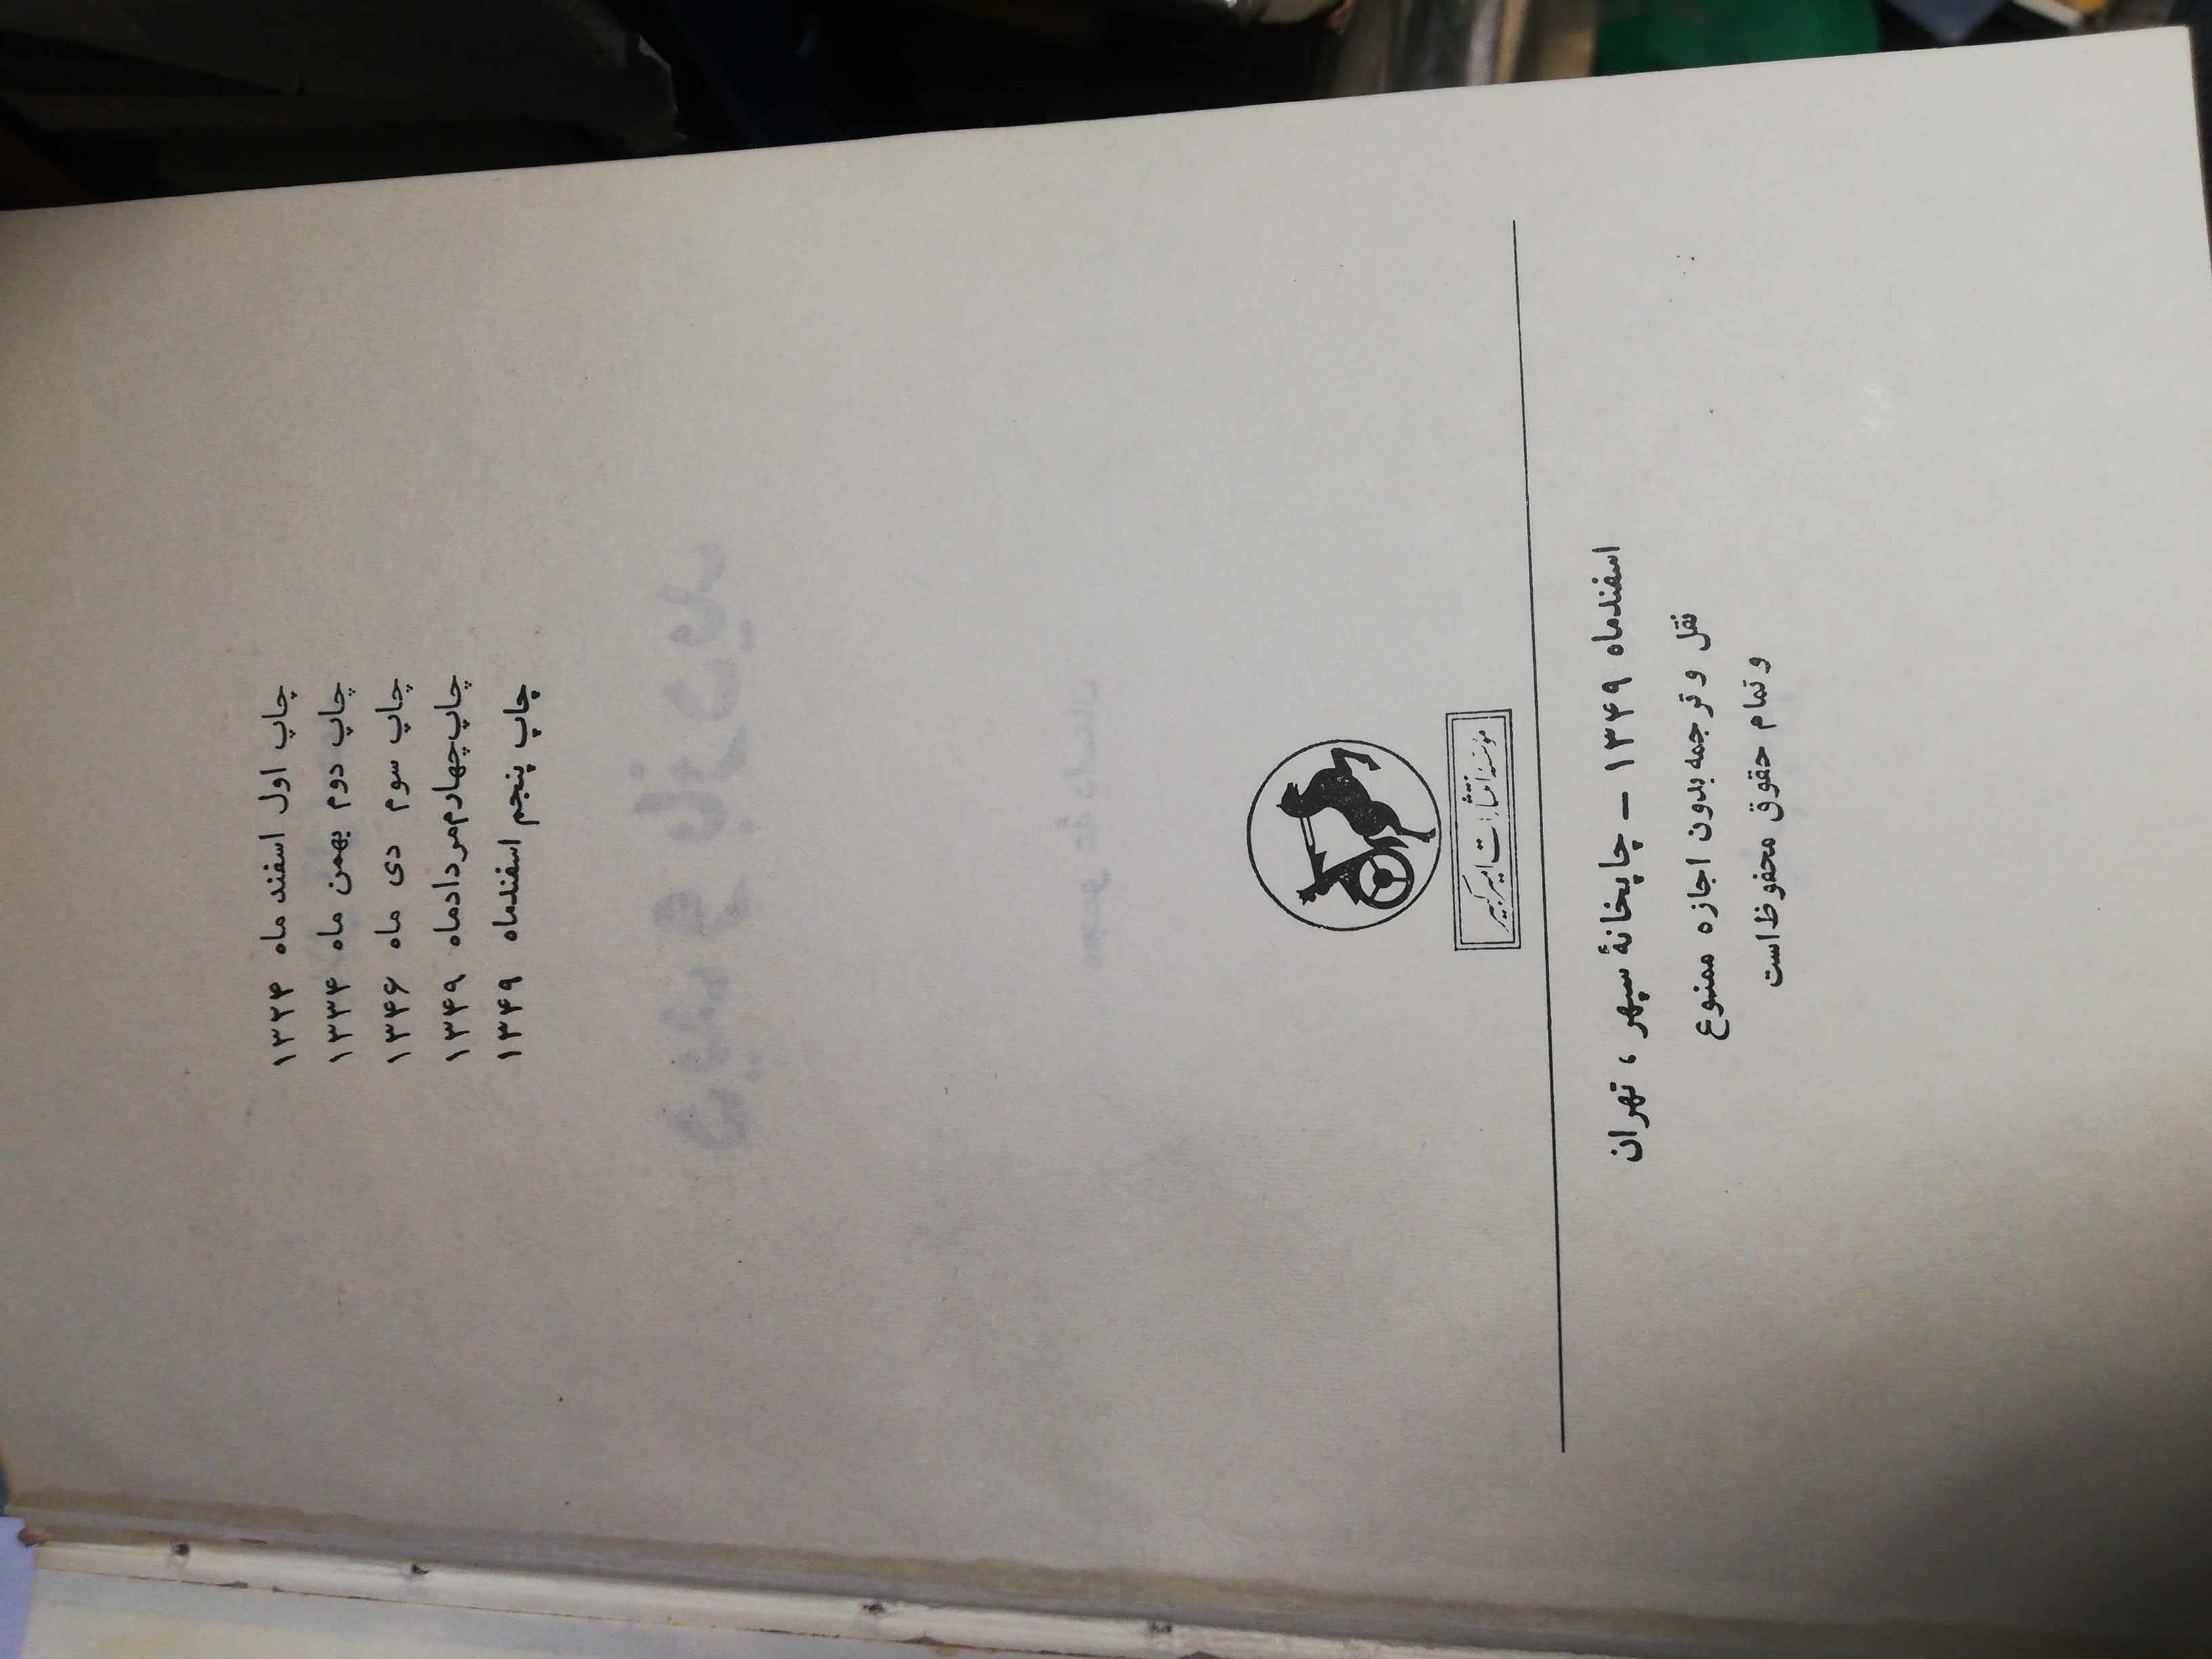 چاپ اول اسفند ماه ۱۳۲۴
چاپ دوم بهمن ماه ۱۳۳۴
چاپ سوم دی ماه ۱۳۴۶
چاپ چهارم مردادماه ۱۳۴۹
چاپ پنجم اسفندماه ۱۳۴۹
مؤسسهٔ انتشارات امیرکبیر
اسفندماه ۱۳۴۹ – چاپخانهٔ سپهر ، تهران
نقل و ترجمه بدون اجازه ممنوع
و تمام حقوق محفوظ است